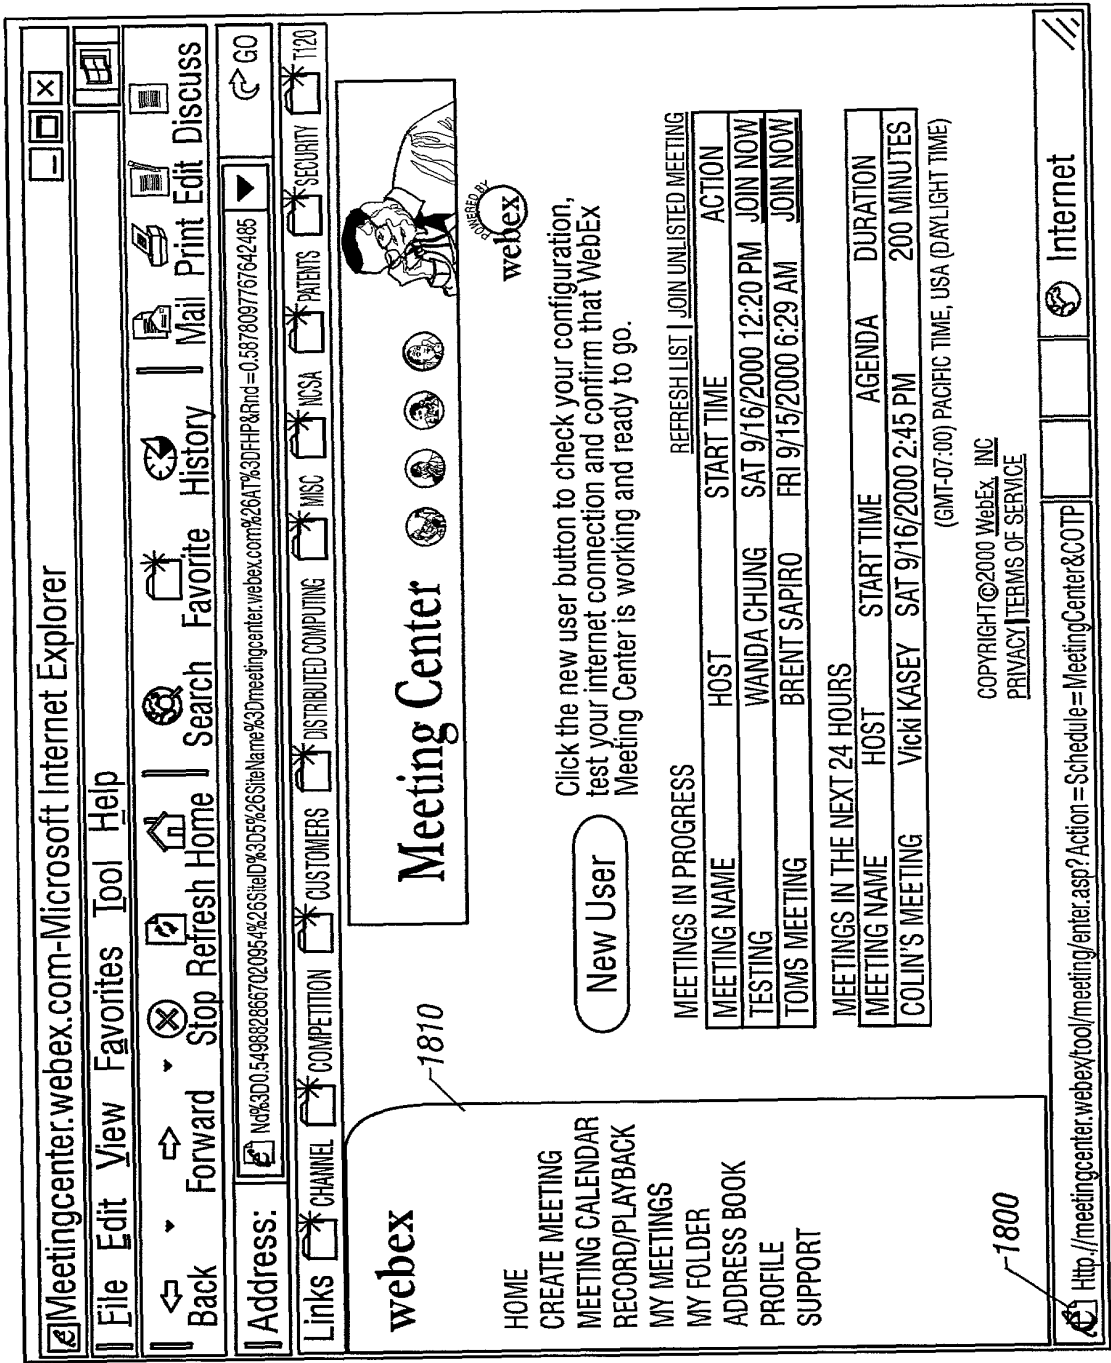 Meetingcenter.webex.com-Microsoft Internet Explorer
File Edit View Favorites Tool Help
Back Forward Stop Refresh Home Search Favorite History Mail Print Edit Discuss
Address: Nd%3D0.5498828667020954%26SiteID%3D5%26SiteName%3Dmeetingcenter.webex.com%26AT%3DFHP&Rnd=0.5878097767642485 GO
Links CHANNEL COMPETITION CUSTOMERS DISTRIBUTED COMPUTING MISC NCSA PATENTS SECURITY T120
webex
1810
HOME
CREATE MEETING
MEETING CALENDAR
RECORD/PLAYBACK
MY MEETINGS
MY FOLDER
ADDRESS BOOK
PROFILE
SUPPORT
Meeting Center
POWERED BY
webex
New User
Click the new user button to check your configuration,
test your internet connection and confirm that WebEx
Meeting Center is working and ready to go.
REFRESH LIST | JOIN UNLISTED MEETING
MEETINGS IN PROGRESS
MEETING NAME HOST START TIME ACTION
TESTING WANDA CHUNG SAT 9/16/2000 12:20 PM JOIN NOW
TOMS MEETING BRENT SAPIRO FRI 9/15/2000 6:29 AM JOIN NOW
MEETINGS IN THE NEXT 24 HOURS
MEETING NAME HOST START TIME AGENDA DURATION
COLIN'S MEETING Vicki KASEY SAT 9/16/2000 2:45 PM 200 MINUTES
(GMT-07:00) PACIFIC TIME, USA (DAYLIGHT TIME)
COPYRIGHT©2000 WebEx, INC
PRIVACY | TERMS OF SERVICE
1800
Http.//meetingcenter.webex/tool/meeting/enter.asp?Action=Schedule=MeetingCenter&COTP Internet